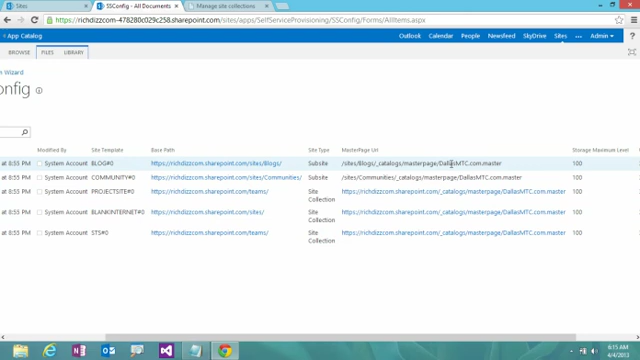 Sites
SSConfig - All Documents
Manage site collections
https://richdizzcom-478280c029c258.sharepoint.com/sites/apps/SelfServiceProvisioning/SSConfig/Forms/AllItems.aspx
App Catalog Outlook Calendar People Newsfeed SkyDrive Sites ... Admin
BROWSE FILES LIBRARY
Wizard
onfig
Modified By Site Template Base Path Site Type MasterPage Url Storage Maximum Level
at 8:55 PM System Account BLOG#0 https://richdizzcom.sharepoint.com/sites/Blogs/ Subsite /sites/Blogs/_catalogs/masterpage/DallasMTC.com.master 100
at 8:55 PM System Account COMMUNITY#0 https://richdizzcom.sharepoint.com/sites/Communities/ Subsite /sites/Communities/_catalogs/masterpage/DallasMTC.com.master 100
at 8:55 PM System Account PROJECTSITE#0 https://richdizzcom.sharepoint.com/teams/ Site Collection https://richdizzcom.sharepoint.com/_catalogs/masterpage/DallasMTC.com.master 100
at 8:55 PM System Account BLANKINTERNET#0 https://richdizzcom.sharepoint.com/sites/ Site Collection https://richdizzcom.sharepoint.com/_catalogs/masterpage/DallasMTC.com.master 100
at 8:55 PM System Account STS#0 https://richdizzcom.sharepoint.com/teams/ Site Collection https://richdizzcom.sharepoint.com/_catalogs/masterpage/DallasMTC.com.master 100
6:15 AM
4/4/2013